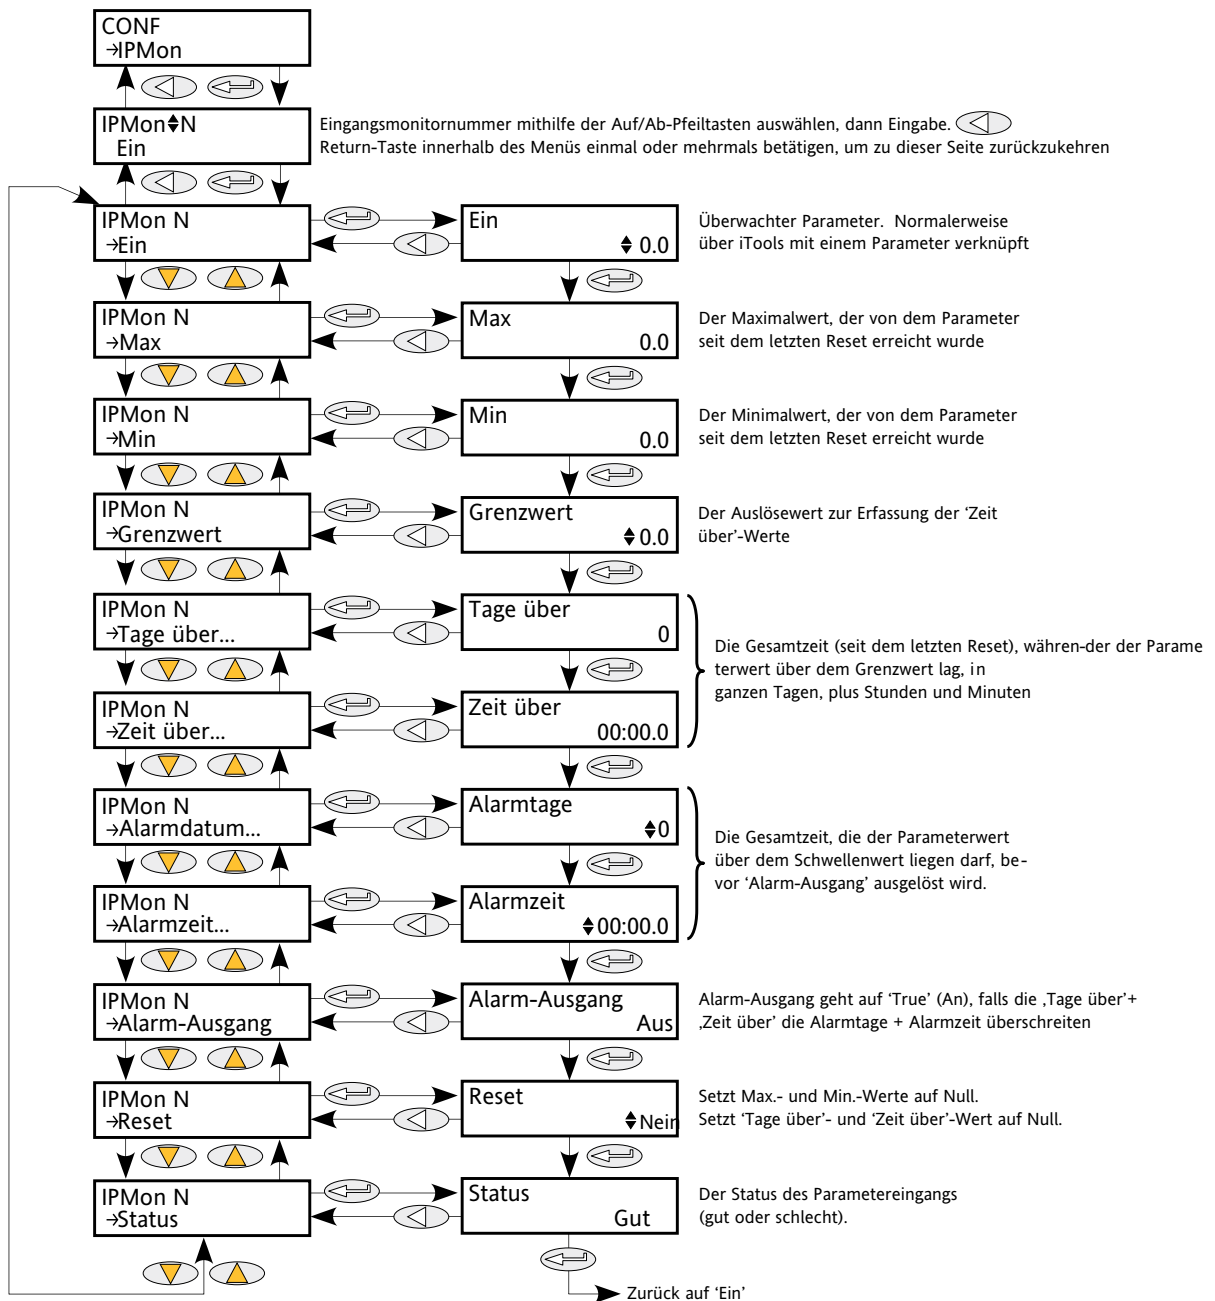 CONF
→IPMon
IPMon♦N
Ein
Eingangsmonitornummer mithilfe der Auf/Ab-Pfeiltasten auswählen, dann Eingabe.
Return-Taste innerhalb des Menüs einmal oder mehrmals betätigen, um zu dieser Seite zurückzukehren
IPMon N
→Ein
Ein
♦ 0.0
Überwachter Parameter. Normalerweise
über iTools mit einem Parameter verknüpft
IPMon N
→Max
Max
0.0
Der Maximalwert, der von dem Parameter
seit dem letzten Reset erreicht wurde
IPMon N
→Min
Min
0.0
Der Minimalwert, der von dem Parameter
seit dem letzten Reset erreicht wurde
IPMon N
→Grenzwert
Grenzwert
♦ 0.0
Der Auslösewert zur Erfassung der ‘Zeit
über’-Werte
IPMon N
→Tage über...
Tage über
0
IPMon N
→Zeit über...
Zeit über
00:00.0
Die Gesamtzeit (seit dem letzten Reset), währen-der der Parame
terwert über dem Grenzwert lag, in
ganzen Tagen, plus Stunden und Minuten
IPMon N
→Alarmdatum...
Alarmtage
♦0
IPMon N
→Alarmzeit...
Alarmzeit
♦00:00.0
Die Gesamtzeit, die der Parameterwert
über dem Schwellenwert liegen darf, be-
vor ‘Alarm-Ausgang’ ausgelöst wird.
IPMon N
→Alarm-Ausgang
Alarm-Ausgang
Aus
Alarm-Ausgang geht auf ‘True’ (An), falls die ‚Tage über’+
‚Zeit über’ die Alarmtage + Alarmzeit überschreiten
IPMon N
→Reset
Reset
♦Nein
Setzt Max.- und Min.-Werte auf Null.
Setzt ‘Tage über’- und ‘Zeit über’-Wert auf Null.
IPMon N
→Status
Status
Gut
Der Status des Parametereingangs
(gut oder schlecht).
Zurück auf ‘Ein’